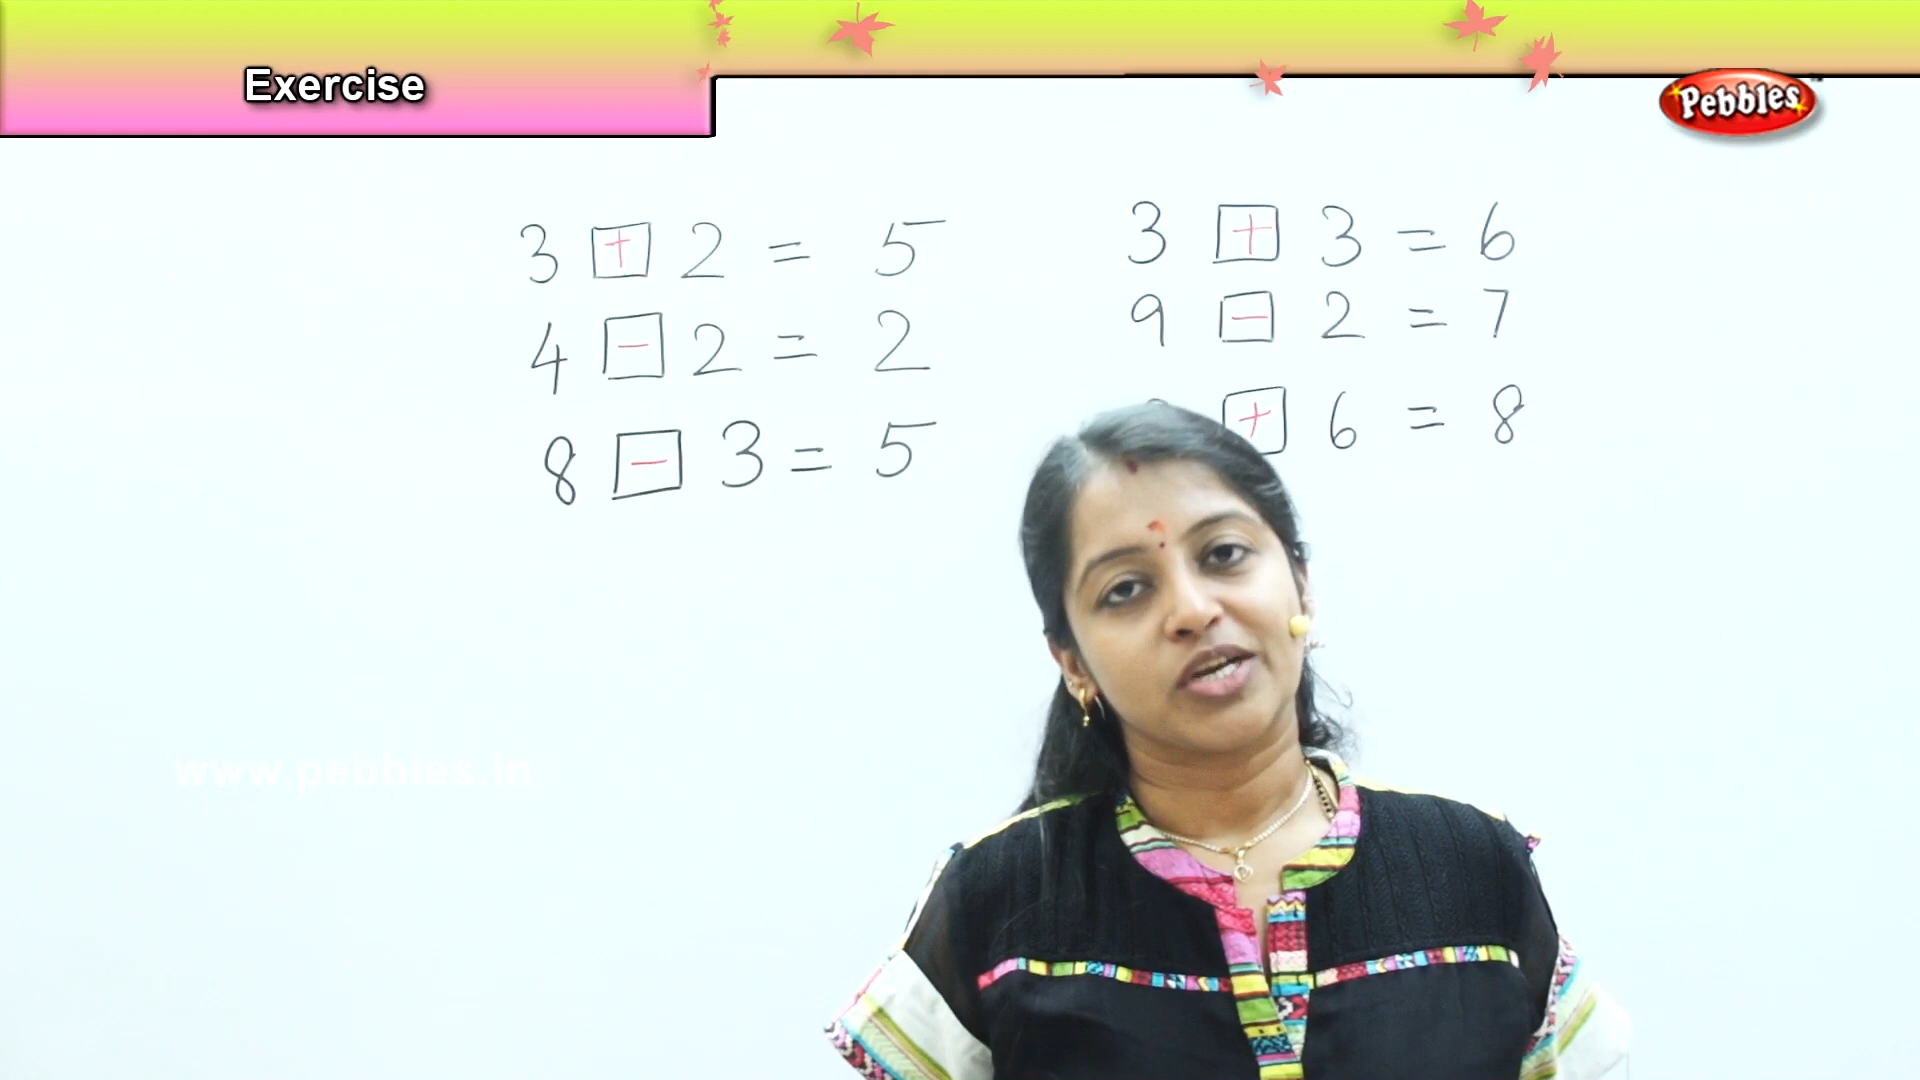 Exercise
Pebbles
3 + 2 = 5
4 - 2 = 2
8 - 3 = 5
3 + 3 = 6
9 - 2 = 7
+ 6 = 8
www.pebbles.in